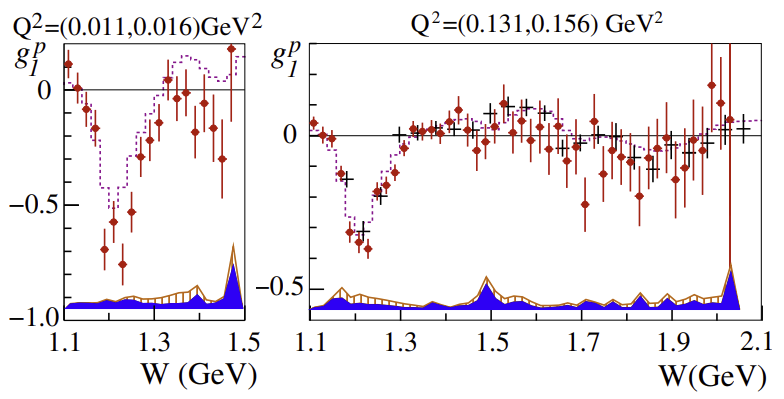 Q²=(0.011,0.016)GeV²
g₁ᵖ
0
−0.5
−1.0
1.1 1.3 1.5
W (GeV)
Q²=(0.131,0.156) GeV²
g₁ᵖ
0
−0.5
1.1 1.3 1.5 1.7 1.9 2.1
W(GeV)